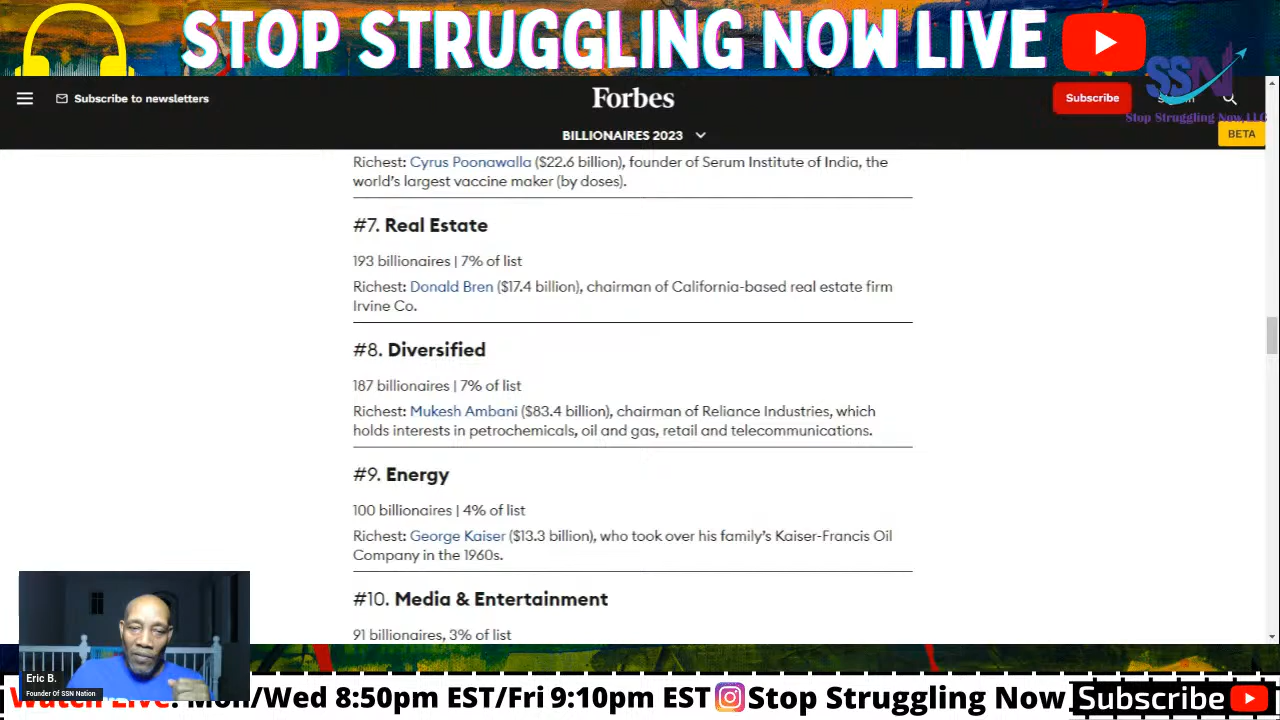 STOP STRUGGLING NOW LIVE
SSN
Subscribe to newsletters
Forbes
Subscribe
Stop Struggling Now, LLC
BILLIONAIRES 2023
BETA
Richest: Cyrus Poonawalla ($22.6 billion), founder of Serum Institute of India, the
world's largest vaccine maker (by doses).
#7. Real Estate
193 billionaires | 7% of list
Richest: Donald Bren ($17.4 billion), chairman of California-based real estate firm
Irvine Co.
#8. Diversified
187 billionaires | 7% of list
Richest: Mukesh Ambani ($83.4 billion), chairman of Reliance Industries, which
holds interests in petrochemicals, oil and gas, retail and telecommunications.
#9. Energy
100 billionaires | 4% of list
Richest: George Kaiser ($13.3 billion), who took over his family's Kaiser-Francis Oil
Company in the 1960s.
#10. Media & Entertainment
91 billionaires, 3% of list
Eric B.
Founder Of SSN Nation
Watch Live: Mon/Wed 8:50pm EST/Fri 9:10pm EST Stop Struggling Now Subscribe